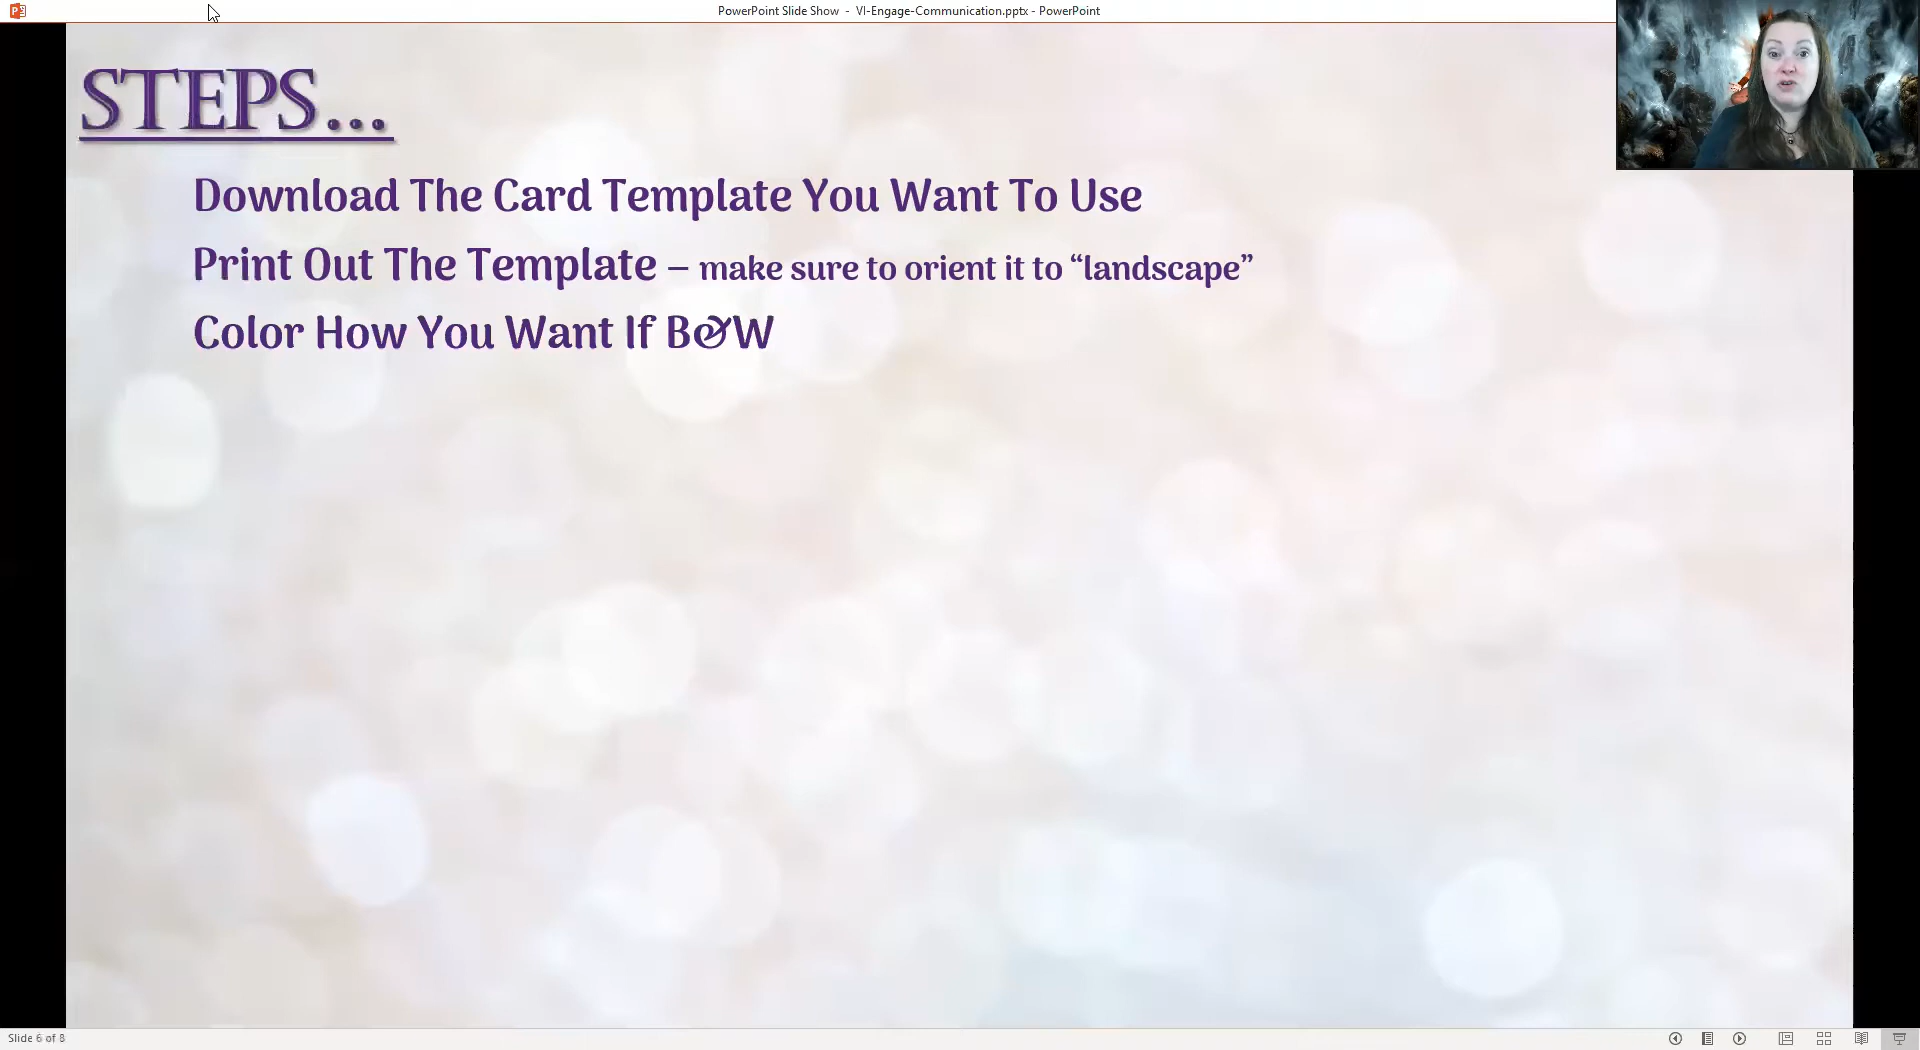 PowerPoint Slide Show - VI-Engage-Communication.pptx - PowerPoint
STEPS...
Download The Card Template You Want To Use
Print Out The Template – make sure to orient it to “landscape”
Color How You Want If B&W
Slide 6 of 8